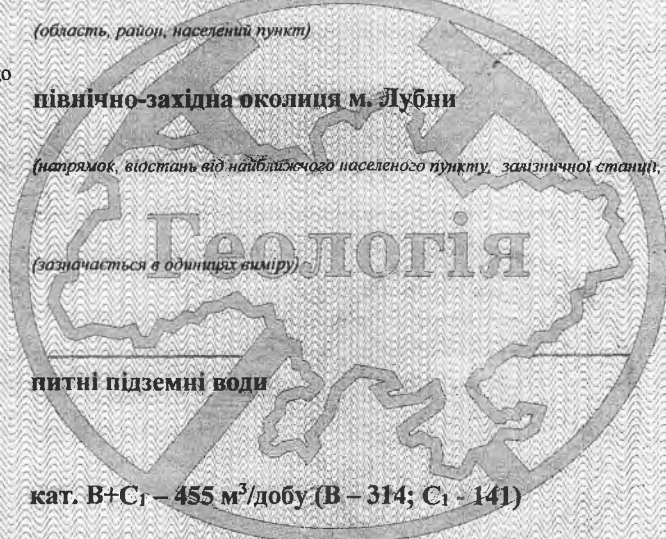 (область, район, населений пункт)
північно-західна околиця м. Лубни
(напрямок, відстань від найближчого населеного пункту, залізничної станції,
Геологія
(зазначається в одиницях виміру)
питні підземні води
кат. В+С₁ – 455 м³/добу (В – 314; С₁ - 141)